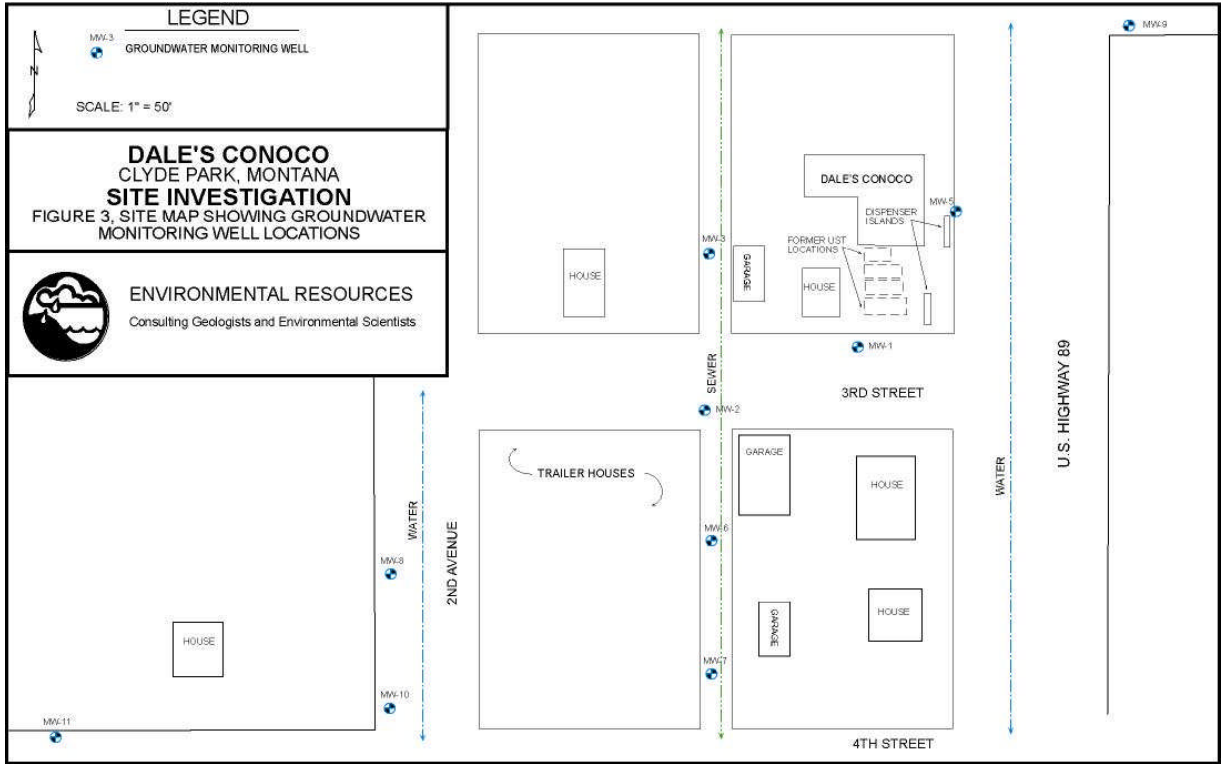 LEGEND
MW-3
GROUNDWATER MONITORING WELL
N
SCALE: 1" = 50'
DALE'S CONOCO
CLYDE PARK, MONTANA
SITE INVESTIGATION
FIGURE 3, SITE MAP SHOWING GROUNDWATER
MONITORING WELL LOCATIONS
ENVIRONMENTAL RESOURCES
Consulting Geologists and Environmental Scientists
MW-9
DALE'S CONOCO
MW-5
DISPENSER
ISLANDS
MW-3
FORMER UST
LOCATIONS
GARAGE
HOUSE
HOUSE
MW-1
SEWER
3RD STREET
U.S. HIGHWAY 89
MW-2
GARAGE
TRAILER HOUSES
HOUSE
WATER
WATER
MW-6
2ND AVENUE
MW-8
HOUSE
GARAGE
HOUSE
MW-7
MW-10
MW-11
4TH STREET